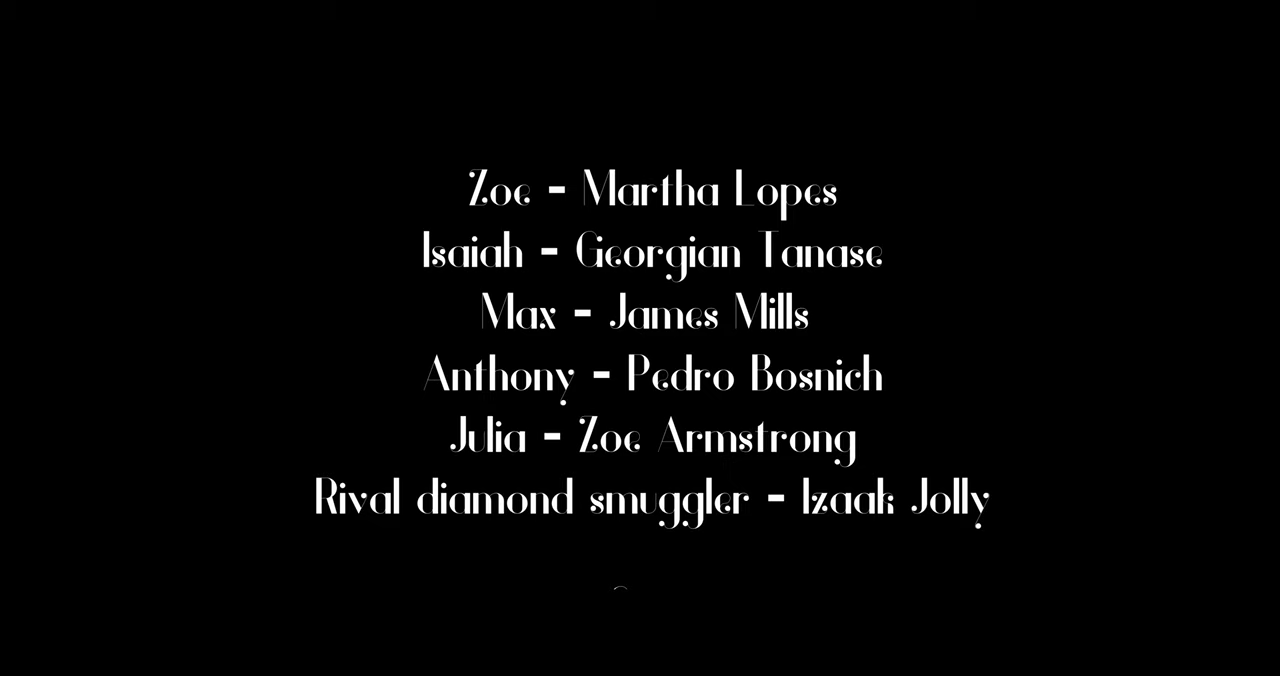 Zoe - Martha Lopes
Isaiah - Georgian Tanase
Max - James Mills
Anthony - Pedro Bosnich
Julia - Zoe Armstrong
Rival diamond smuggler - Izaak Jolly